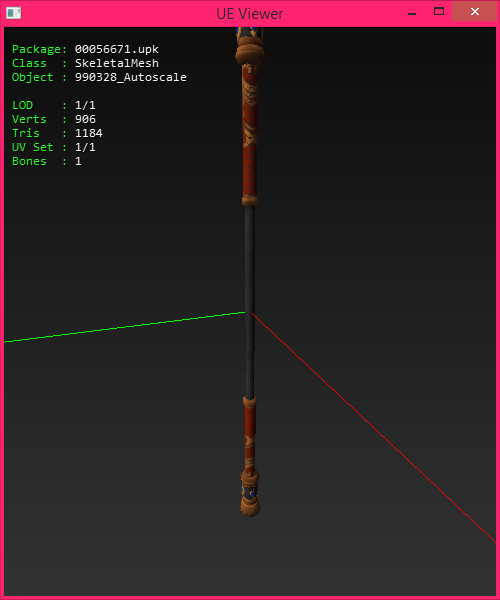 UE Viewer
Package: 00056671.upk
Class : SkeletalMesh
Object : 990328_Autoscale
LOD : 1/1
Verts : 906
Tris : 1184
UV Set : 1/1
Bones : 1